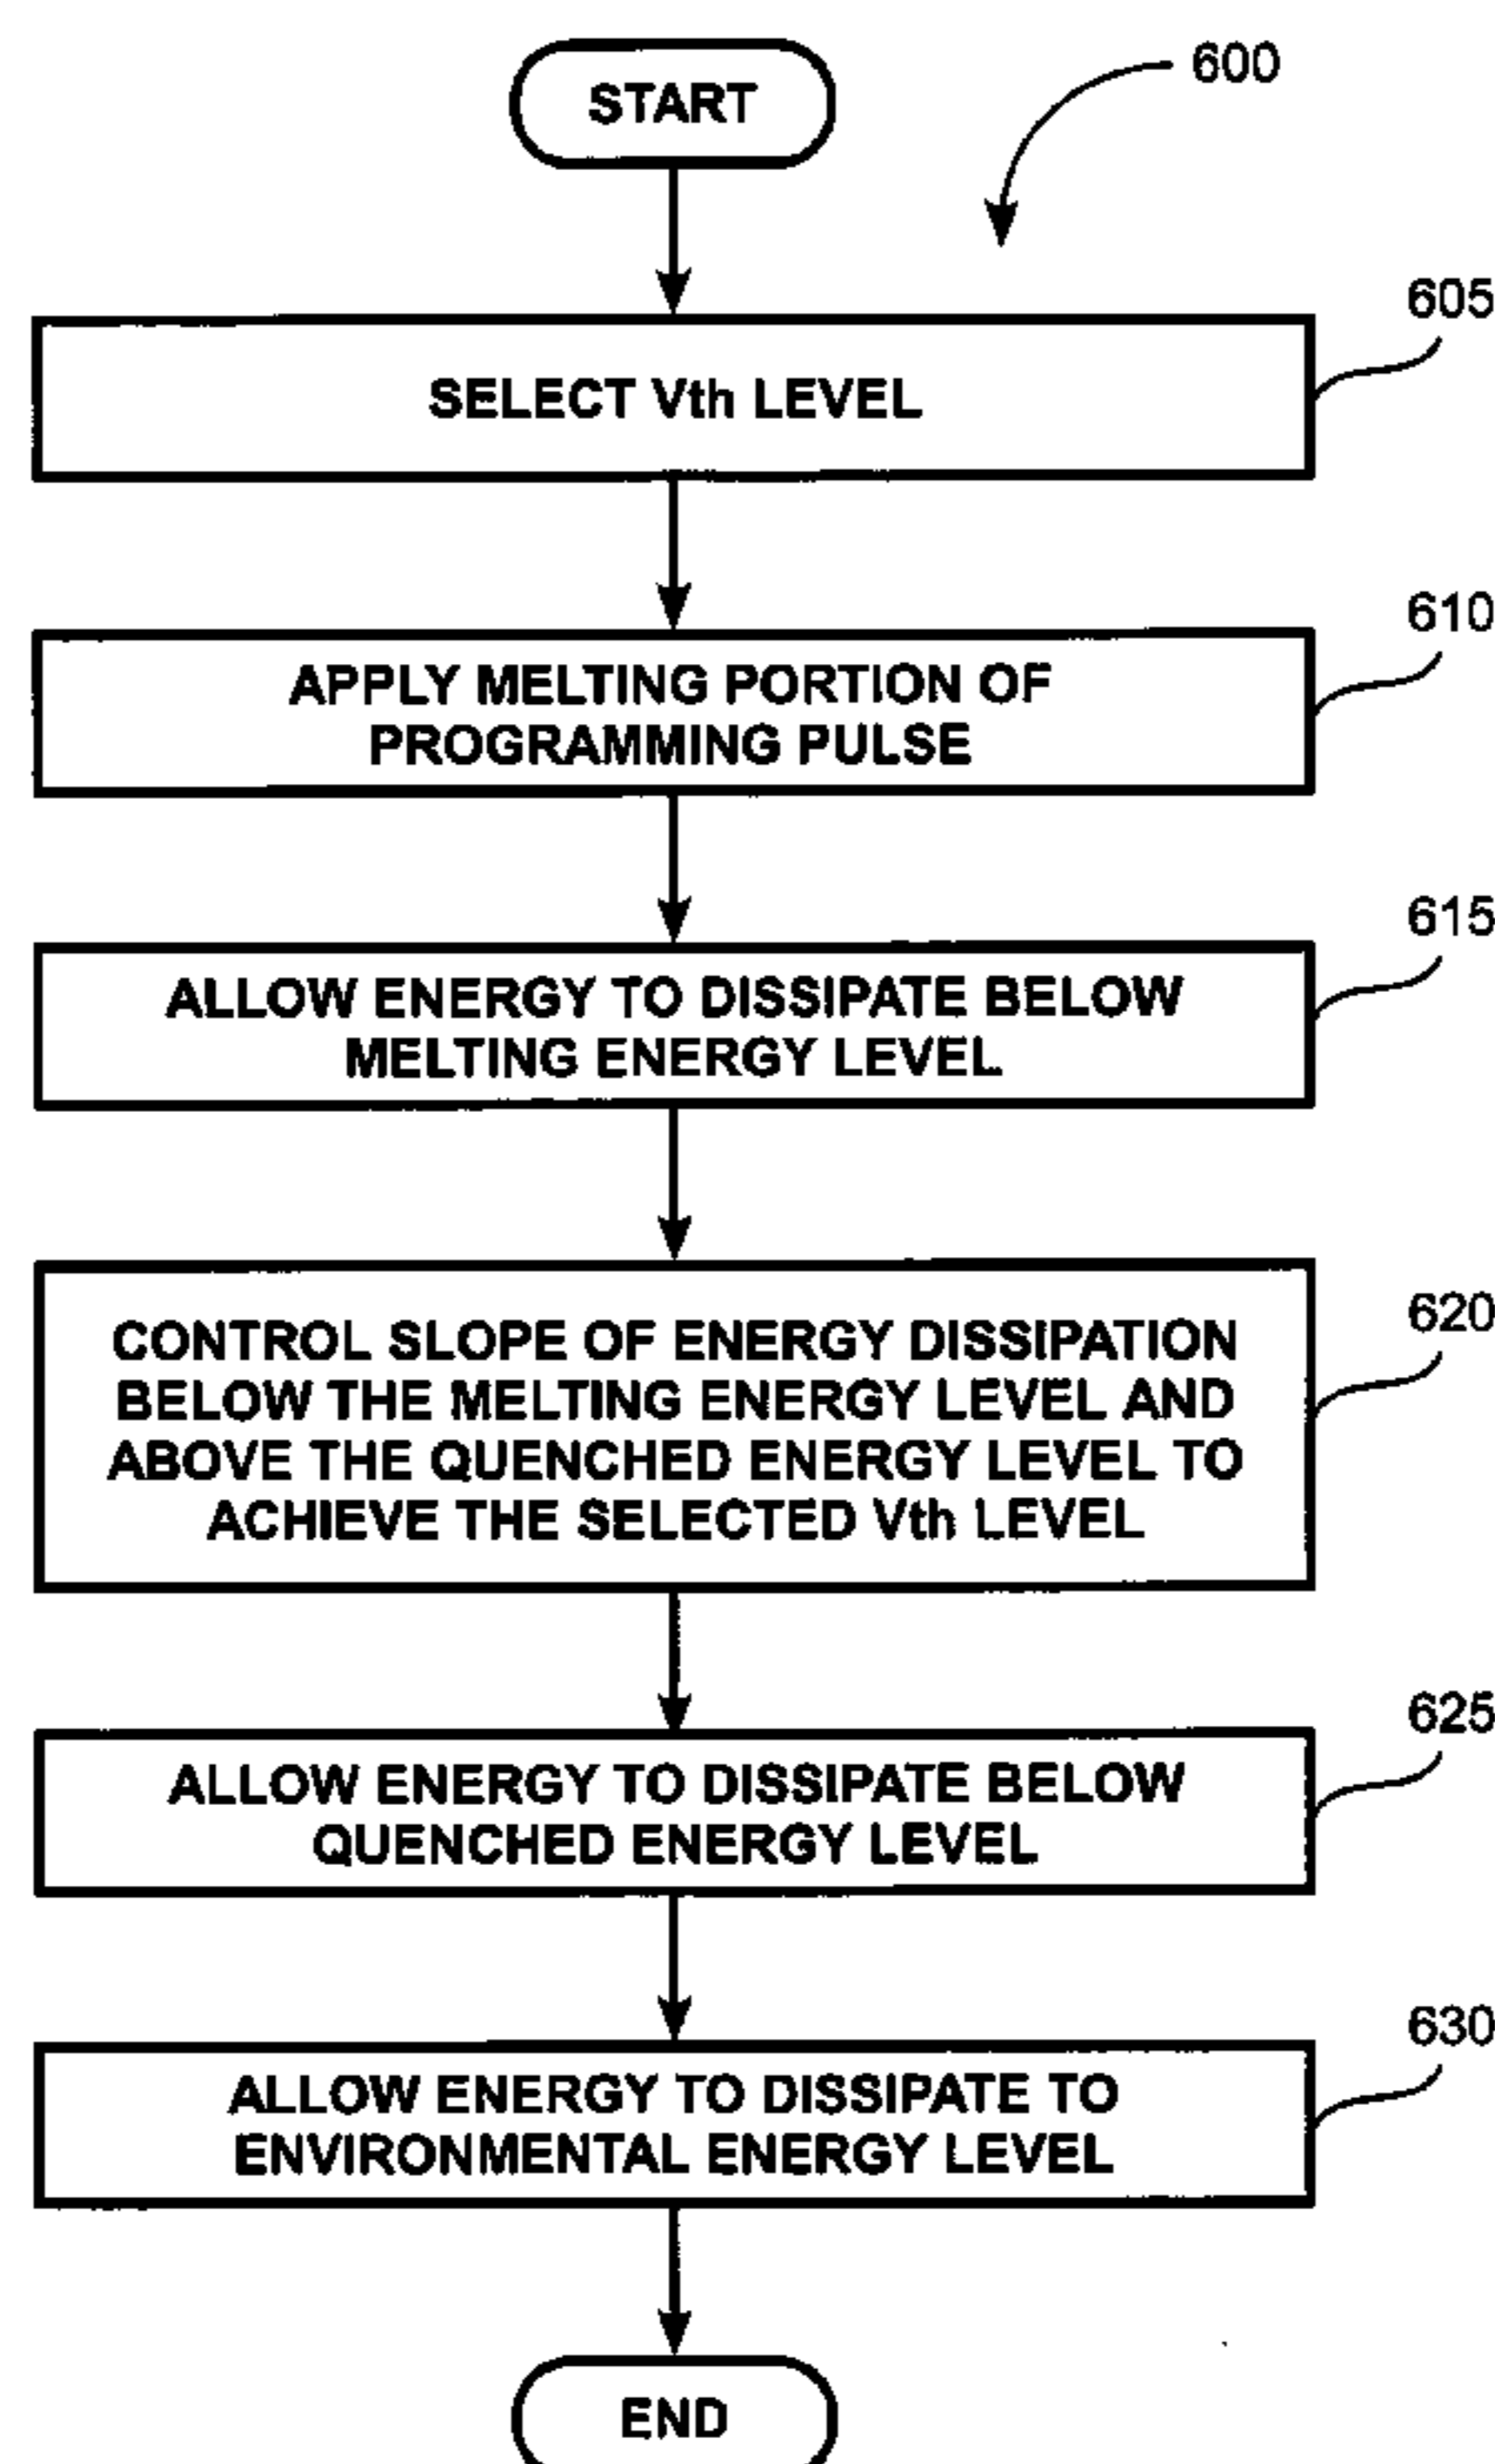 START
600
605
SELECT Vth LEVEL
610
APPLY MELTING PORTION OF
PROGRAMMING PULSE
615
ALLOW ENERGY TO DISSIPATE BELOW
MELTING ENERGY LEVEL
620
CONTROL SLOPE OF ENERGY DISSIPATION
BELOW THE MELTING ENERGY LEVEL AND
ABOVE THE QUENCHED ENERGY LEVEL TO
ACHIEVE THE SELECTED Vth LEVEL
625
ALLOW ENERGY TO DISSIPATE BELOW
QUENCHED ENERGY LEVEL
630
ALLOW ENERGY TO DISSIPATE TO
ENVIRONMENTAL ENERGY LEVEL
END